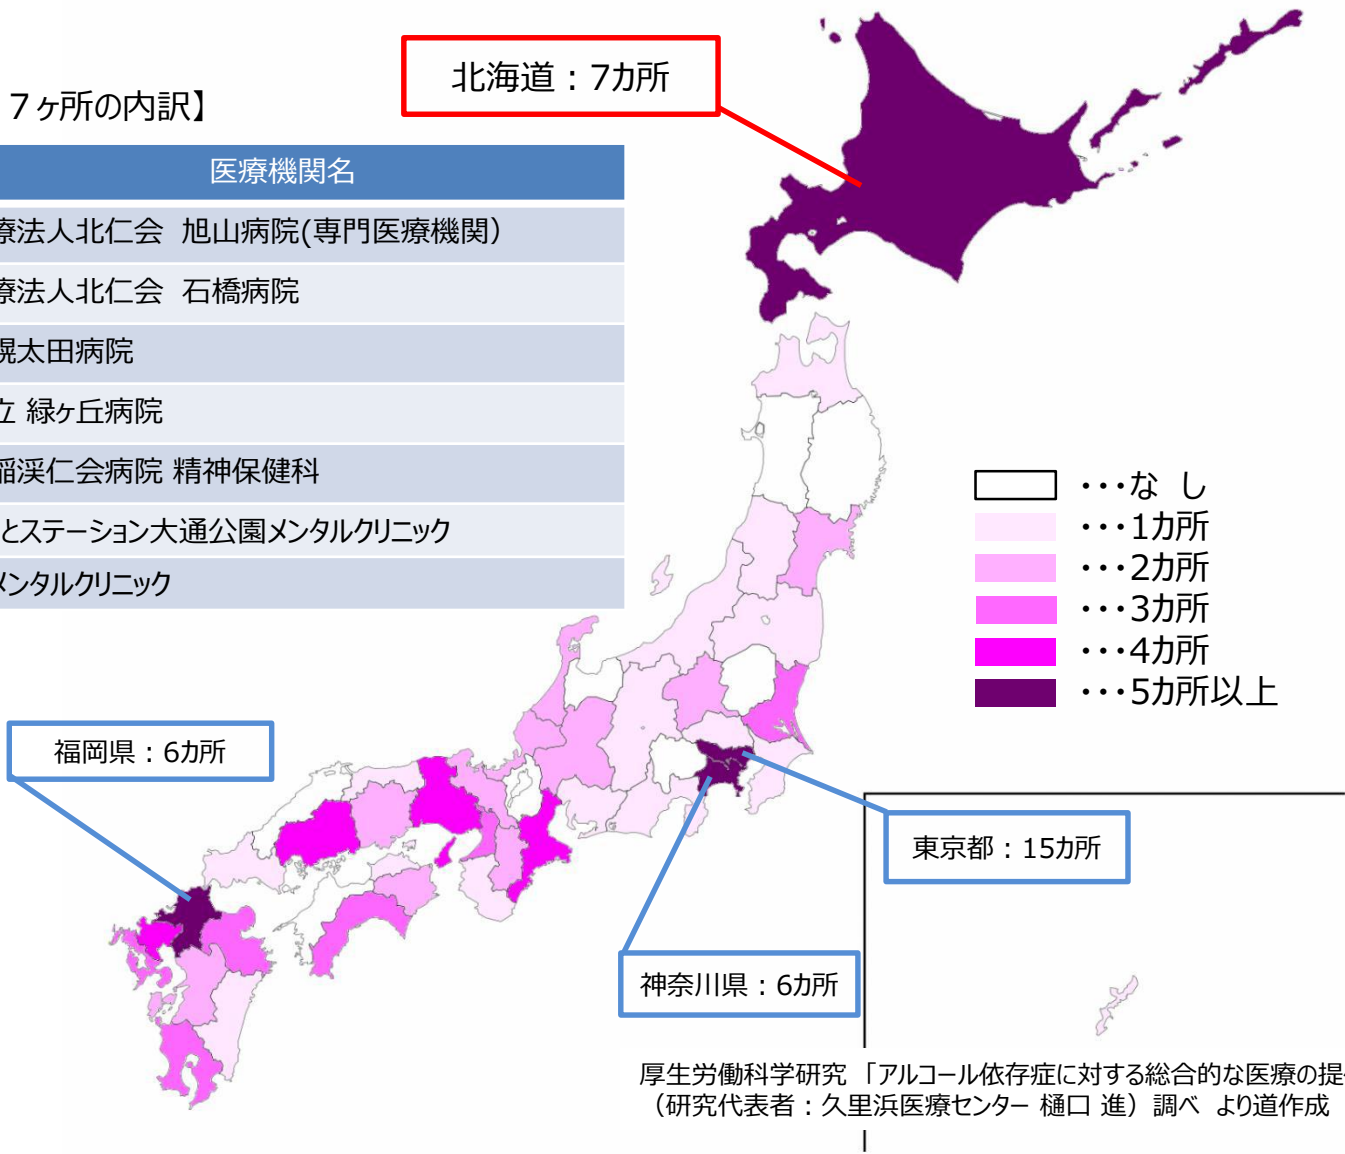 北海道：7カ所
7ヶ所の内訳】
医療機関名
療法人北仁会 旭山病院(専門医療機関）
療法人北仁会 石橋病院
幌太田病院
立 緑ヶ丘病院
稲渓仁会病院 精神保健科
とステーション大通公園メンタルクリニック
メンタルクリニック
･･･な し
･･･1カ所
･･･2カ所
･･･3カ所
･･･4カ所
･･･5カ所以上
福岡県：6カ所
東京都：15カ所
神奈川県：6カ所
厚生労働科学研究 「アルコール依存症に対する総合的な医療の提
（研究代表者：久里浜医療センター 樋口 進）調べ より道作成